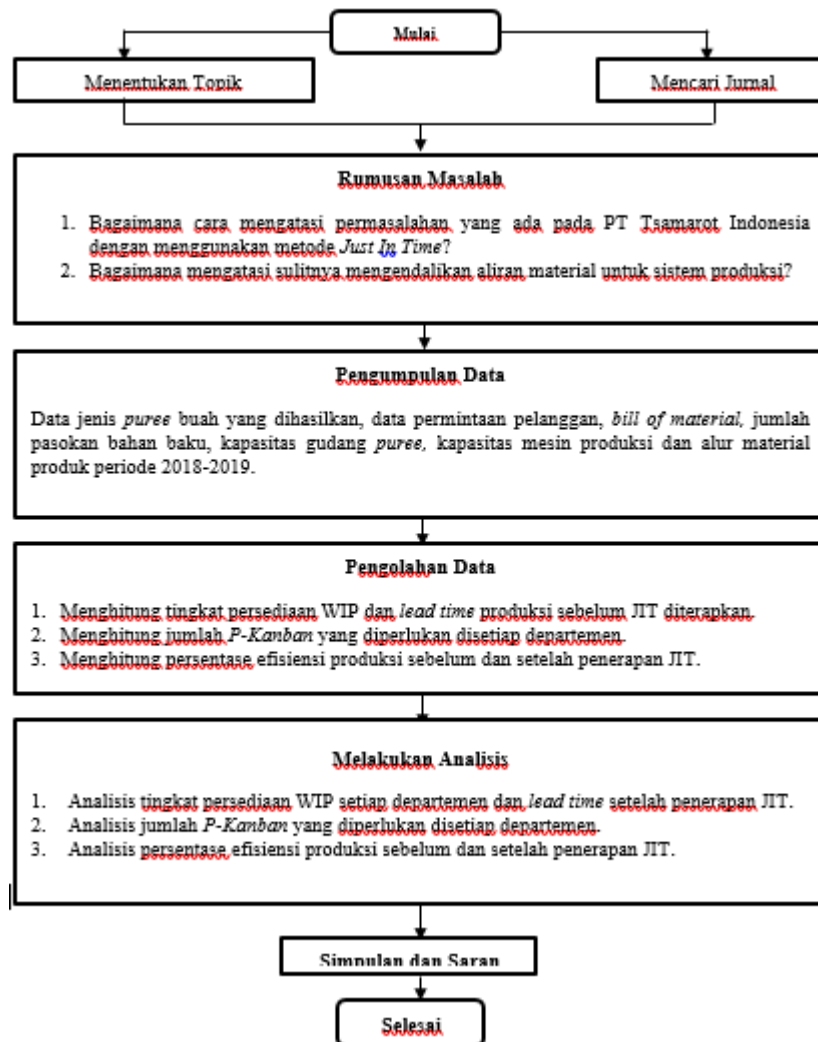 Mulai
Menentukan Topik
Mencari Jurnal
Rumusan Masalah
1. Bagaimana cara mengatasi permasalahan yang ada pada PT Tsamarot Indonesia
dengan menggunakan metode Just In Time?
2. Bagaimana mengatasi sulitnya mengendalikan aliran material untuk sistem produksi?
Pengumpulan Data
Data jenis puree buah yang dihasilkan, data permintaan pelanggan, bill of material, jumlah
pasokan bahan baku, kapasitas gudang puree, kapasitas mesin produksi dan alur material
produk periode 2018-2019.
Pengolahan Data
1. Menghitung tingkat persediaan WIP dan lead time produksi sebelum JIT diterapkan.
2. Menghitung jumlah P-Kanban yang diperlukan disetiap departemen.
3. Menghitung persentase efisiensi produksi sebelum dan setelah penerapan JIT.
Melakukan Analisis
1. Analisis tingkat persediaan WIP setiap departemen dan lead time setelah penerapan JIT.
2. Analisis jumlah P-Kanban yang diperlukan disetiap departemen.
3. Analisis persentase efisiensi produksi sebelum dan setelah penerapan JIT.
Simpulan dan Saran
Selesai